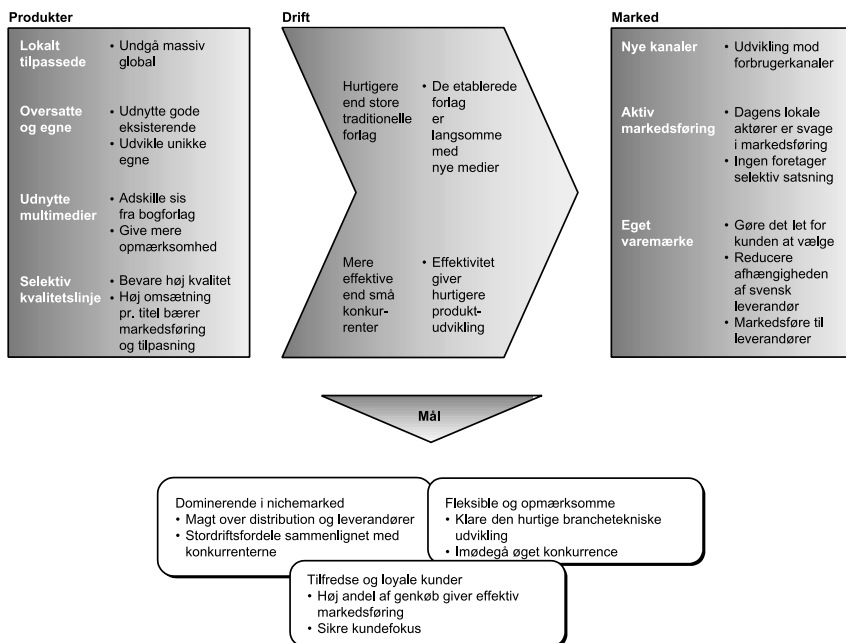 Produkter
Lokalt
tilpassede
• Undgå massiv
global
Oversatte
og egne
• Udnytte gode
eksisterende
• Udvikle unikke
egne
Udnytte
multimedier
• Adskille sis
fra bogforlag
• Give mere
opmærksomhed
Selektiv
kvalitetslinje
• Bevare høj kvalitet
• Høj omsætning
pr. titel bærer
markedsføring
og tilpasning
Drift
Hurtigere
end store
traditionelle
forlag
• De etablerede
forlag
er
langsomme
med
nye medier
Mere
effektive
end små
konkur-
renter
• Effektivitet
giver
hurtigere
produkt-
udvikling
Marked
Nye kanaler
• Udvikling mod
forbrugerkanaler
Aktiv
markedsføring
• Dagens lokale
aktører er svage
i markedsføring
• Ingen foretager
selektiv satsning
Eget
varemærke
• Gøre det let for
kunden at vælge
• Reducere
afhængigheden
af svensk
leverandør
• Markedsføre til
leverandører
Mål
Dominerende i nichemarked
• Magt over distribution og leverandører
• Stordriftsfordele sammenlignet med
konkurrenterne
Fleksible og opmærksomme
• Klare den hurtige branchetekniske
udvikling
• Imødegå øget konkurrence
Tilfredse og loyale kunder
• Høj andel af genkøb giver effektiv
markedsføring
• Sikre kundefokus